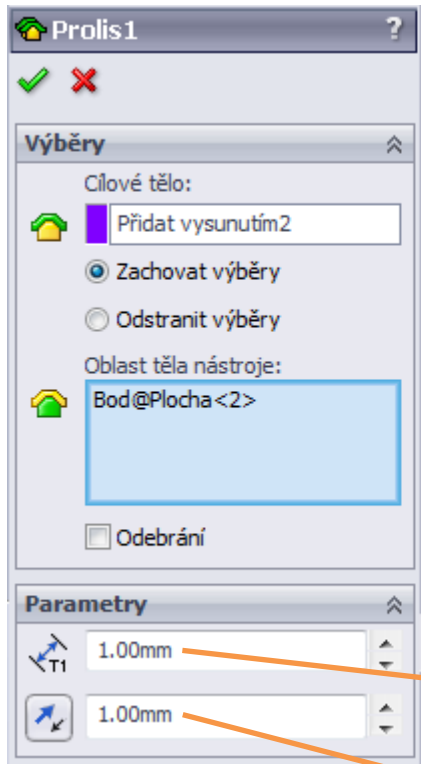 Prolis1 ?
Výběry
Cílové tělo:
Přidat vysunutím2
Zachovat výběry
Odstranit výběry
Oblast těla nástroje:
Bod@Plocha<2>
Odebrání
Parametry
T1 1.00mm
1.00mm